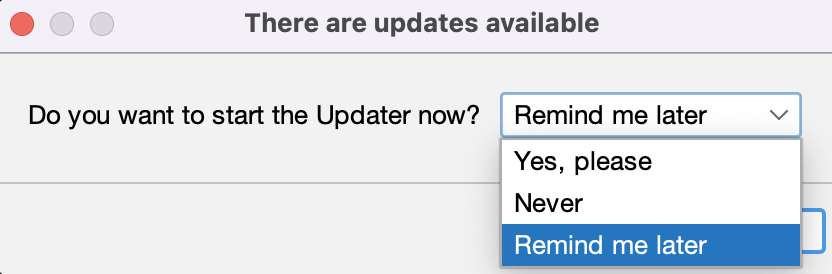 There are updates available
Do you want to start the Updater now? Remind me later
Yes, please
Never
Remind me later